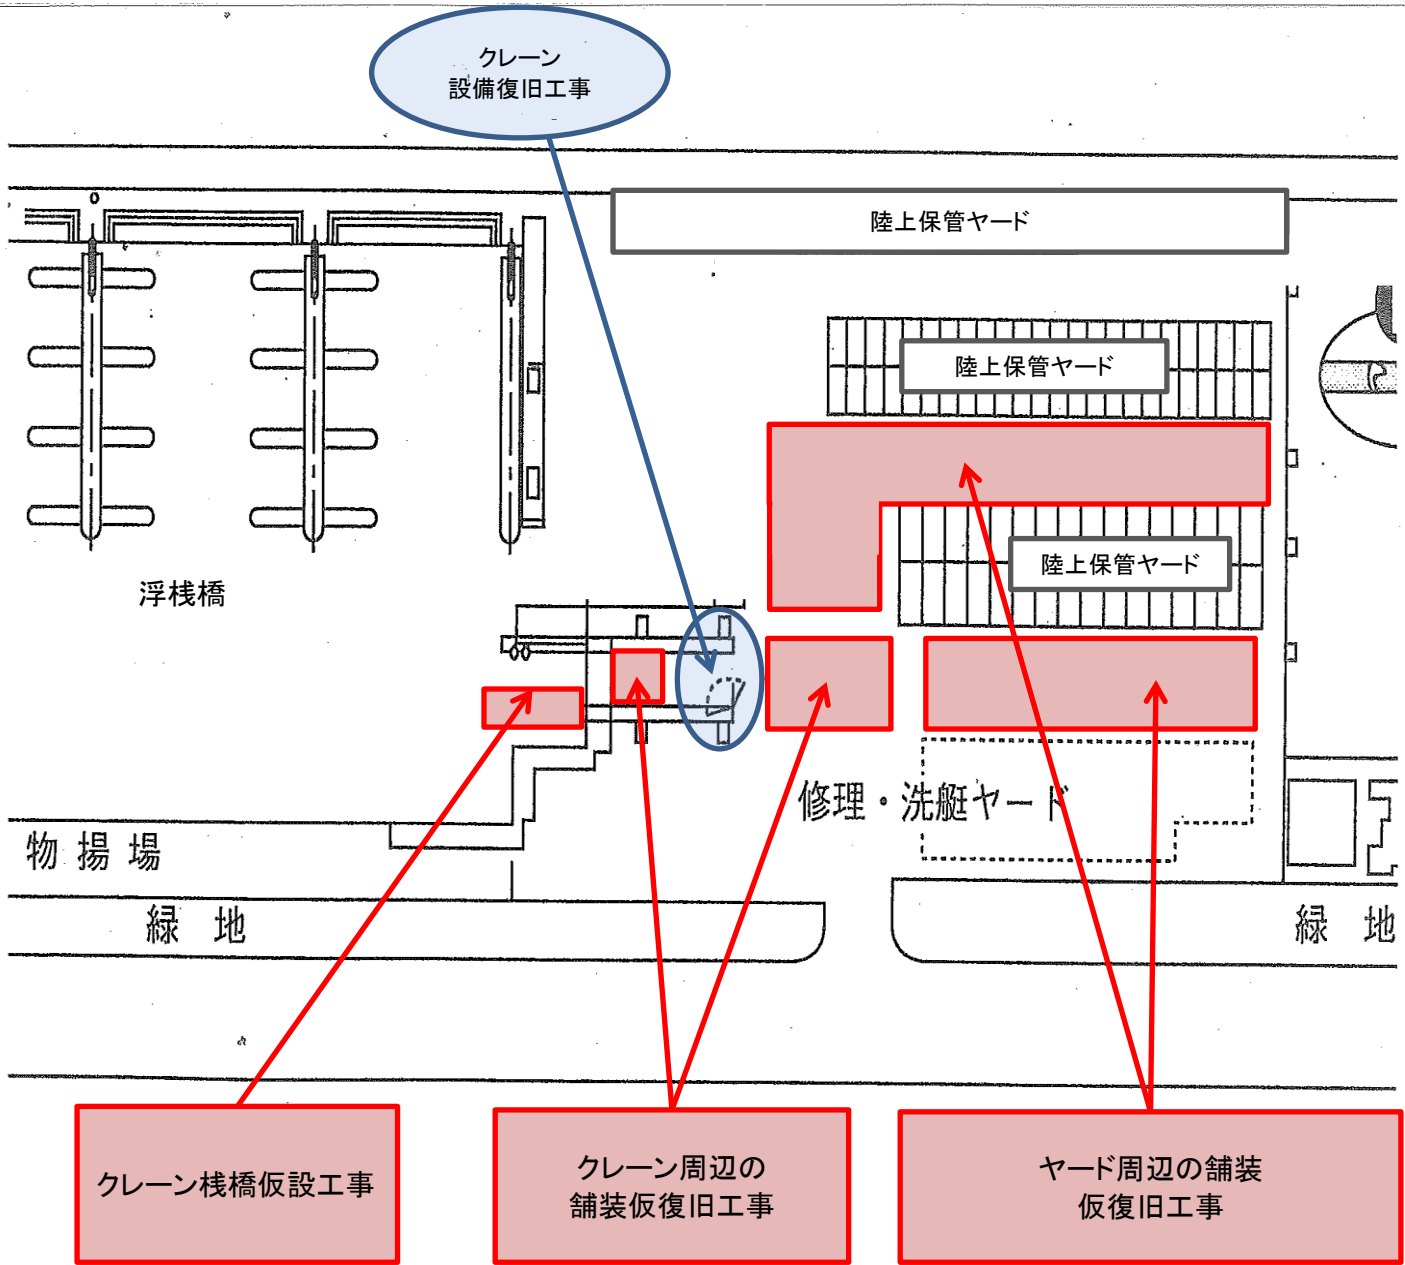 クレーン
設備復旧工事
陸上保管ヤード
陸上保管ヤード
陸上保管ヤード
浮桟橋
修理・洗艇ヤード
物揚場
緑地
緑地
クレーン桟橋仮設工事
クレーン周辺の
舗装仮復旧工事
ヤード周辺の舗装
仮復旧工事